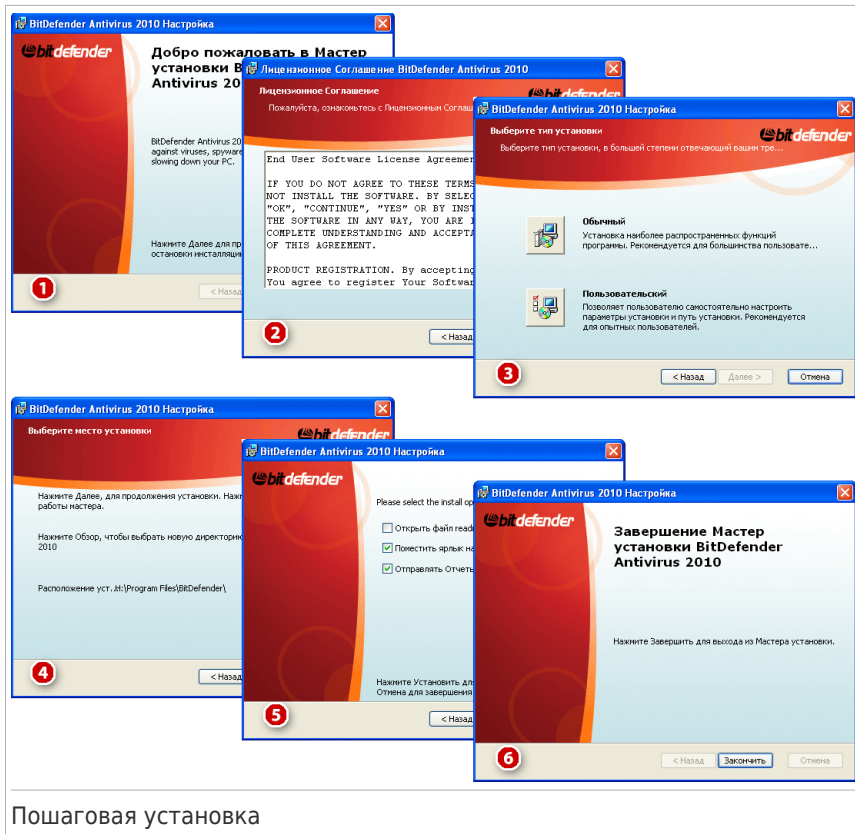 BitDefender Antivirus 2010 Настройка
bitdefender
Добро пожаловать в Мастер
установки B
Antivirus 20
BitDefender Antivirus 20
against viruses, spyware
slowing down your PC.
Нажмите Далее для пр
остановки инсталляции
< Назад
1
Лицензионное Соглашение BitDefender Antivirus 2010
bitdefender
Лицензионное Соглашение
Пожалуйста, ознакомьтесь с Лицензионным Соглаш
End User Software License Agreemen
IF YOU DO NOT AGREE TO THESE TERMS
NOT INSTALL THE SOFTWARE. BY SELEC
"OK", "CONTINUE", "YES" OR BY INST
THE SOFTWARE IN ANY WAY, YOU ARE I
COMPLETE UNDERSTANDING AND ACCEPTA
OF THIS AGREEMENT.
PRODUCT REGISTRATION. By accepting
You agree to register Your Softwar
< Назад
2
BitDefender Antivirus 2010 Настройка
Выберите тип установки
bitdefender
Выберите тип установки, в большей степени отвечающий вашим тре...
Обычный
Установка наиболее распространенных функций
программы. Рекомендуется для большинства пользовате...
Пользовательский
Позволяет пользователю самостоятельно настроить
параметры установки и путь установки. Рекомендуется
для опытных пользователей.
3
< Назад
Далее >
Отмена
BitDefender Antivirus 2010 Настройка
Выберите место установки
bitdefender
Нажмите Далее, для продолжения установки. Наж
работы мастера.
Нажмите Обзор, чтобы выбрать новую директорию
2010
Расположение уст...H:\Program Files\BitDefender\
< Назад
4
BitDefender Antivirus 2010 Настройка
bitdefender
Please select the install op
Открыть файл readm
Поместить ярлык на
Отправлять Отчеты
Нажмите Установить для
Отмена для завершения
< Назад
5
BitDefender Antivirus 2010 Настройка
bitdefender
Завершение Мастер
установки BitDefender
Antivirus 2010
Нажмите Завершить для выхода из Мастера установки.
6
< Назад
Закончить
Отмена
Пошаговая установка